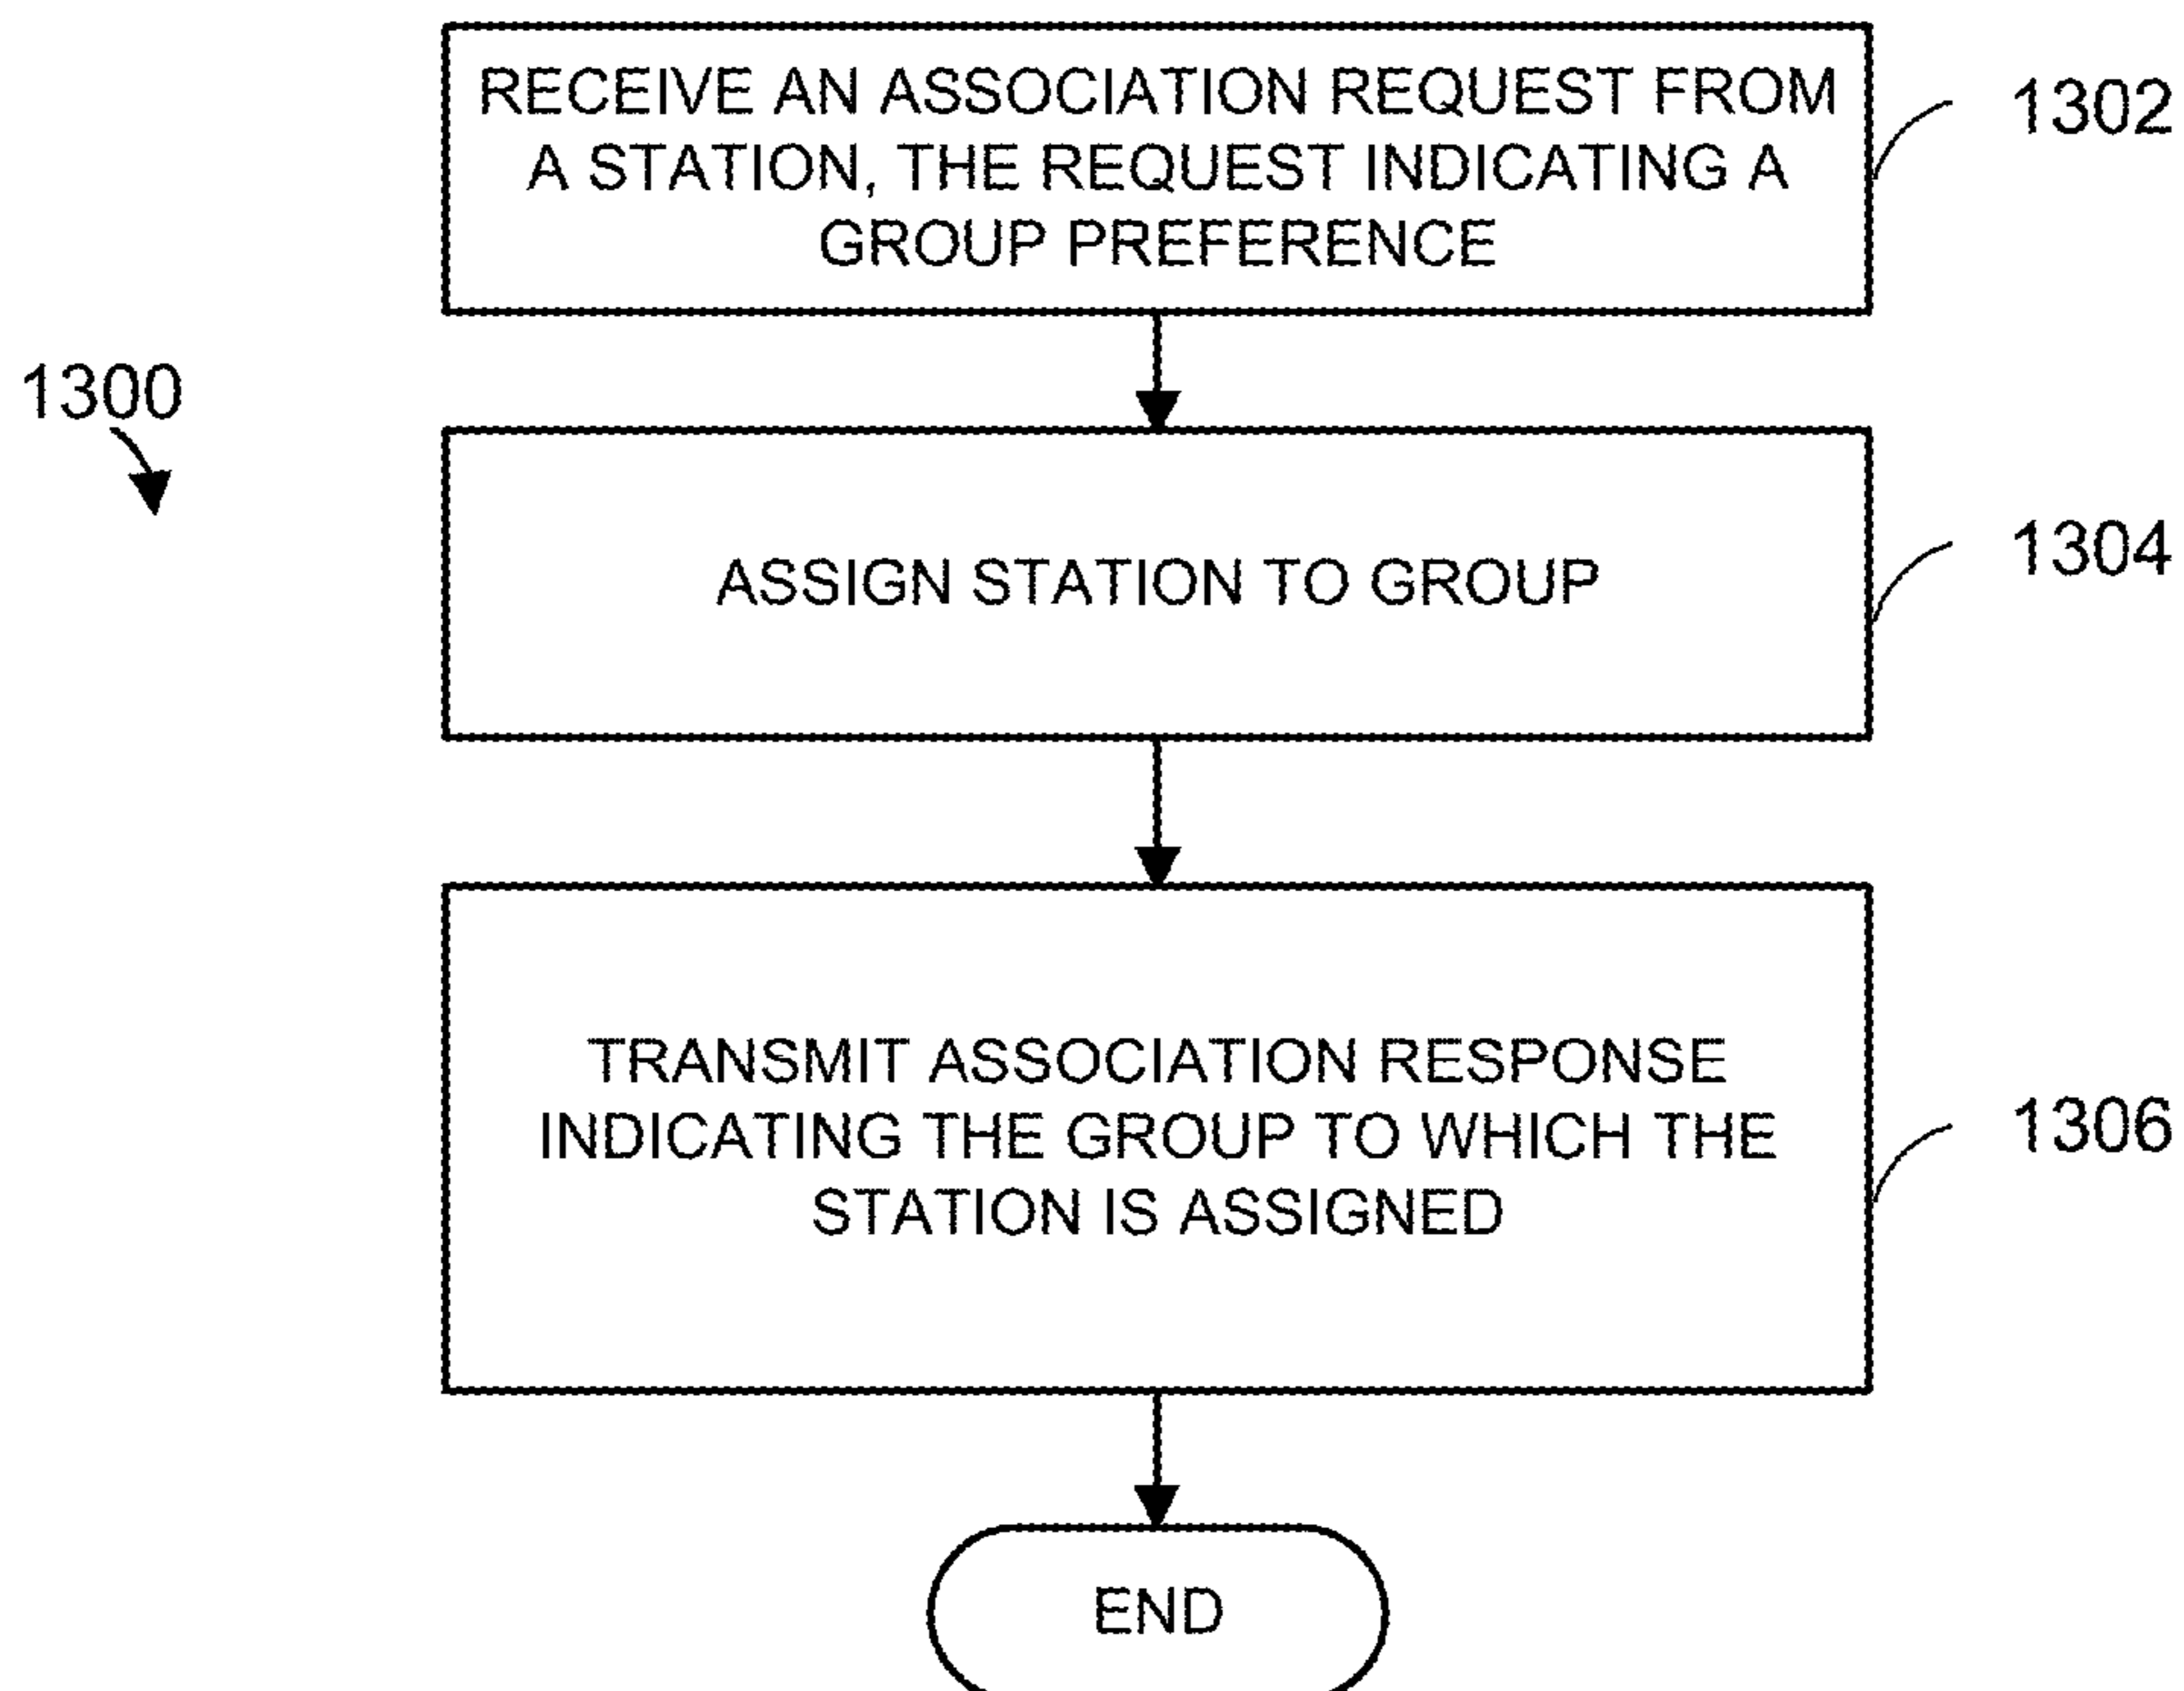 RECEIVE AN ASSOCIATION REQUEST FROM
A STATION, THE REQUEST INDICATING A
GROUP PREFERENCE
1302
1300
ASSIGN STATION TO GROUP
1304
TRANSMIT ASSOCIATION RESPONSE
INDICATING THE GROUP TO WHICH THE
STATION IS ASSIGNED
1306
END